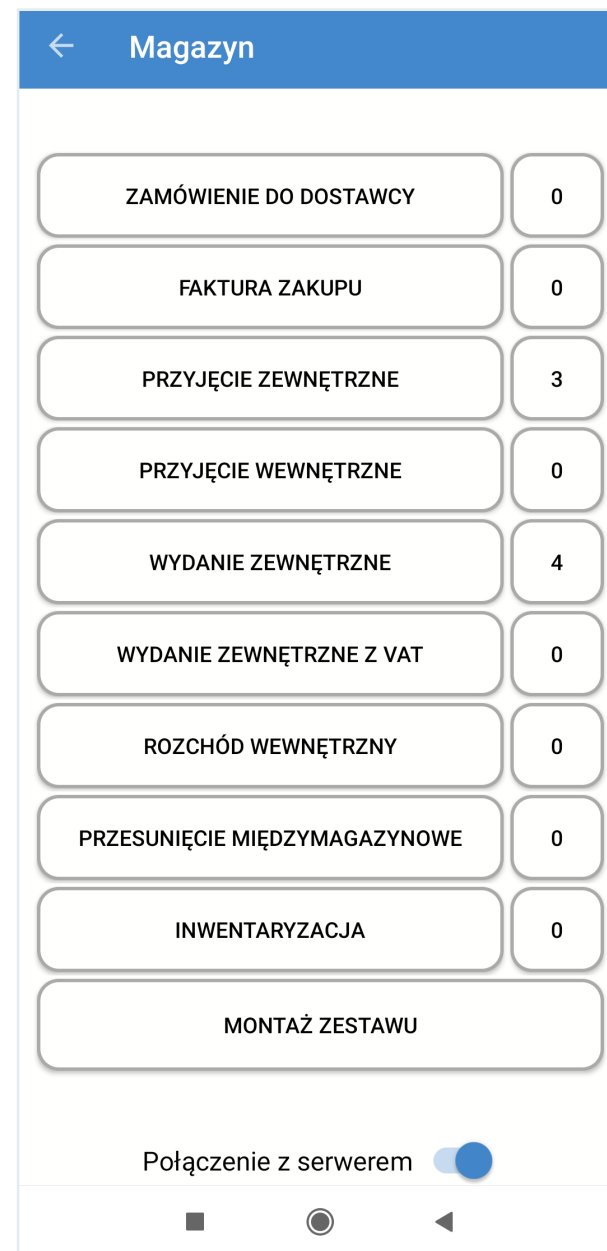 Magazyn
ZAMÓWIENIE DO DOSTAWCY 0
FAKTURA ZAKUPU 0
PRZYJĘCIE ZEWNĘTRZNE 3
PRZYJĘCIE WEWNĘTRZNE 0
WYDANIE ZEWNĘTRZNE 4
WYDANIE ZEWNĘTRZNE Z VAT 0
ROZCHÓD WEWNĘTRZNY 0
PRZESUNIĘCIE MIĘDZYMAGAZYNOWE 0
INWENTARYZACJA 0
MONTAŻ ZESTAWU
Połączenie z serwerem